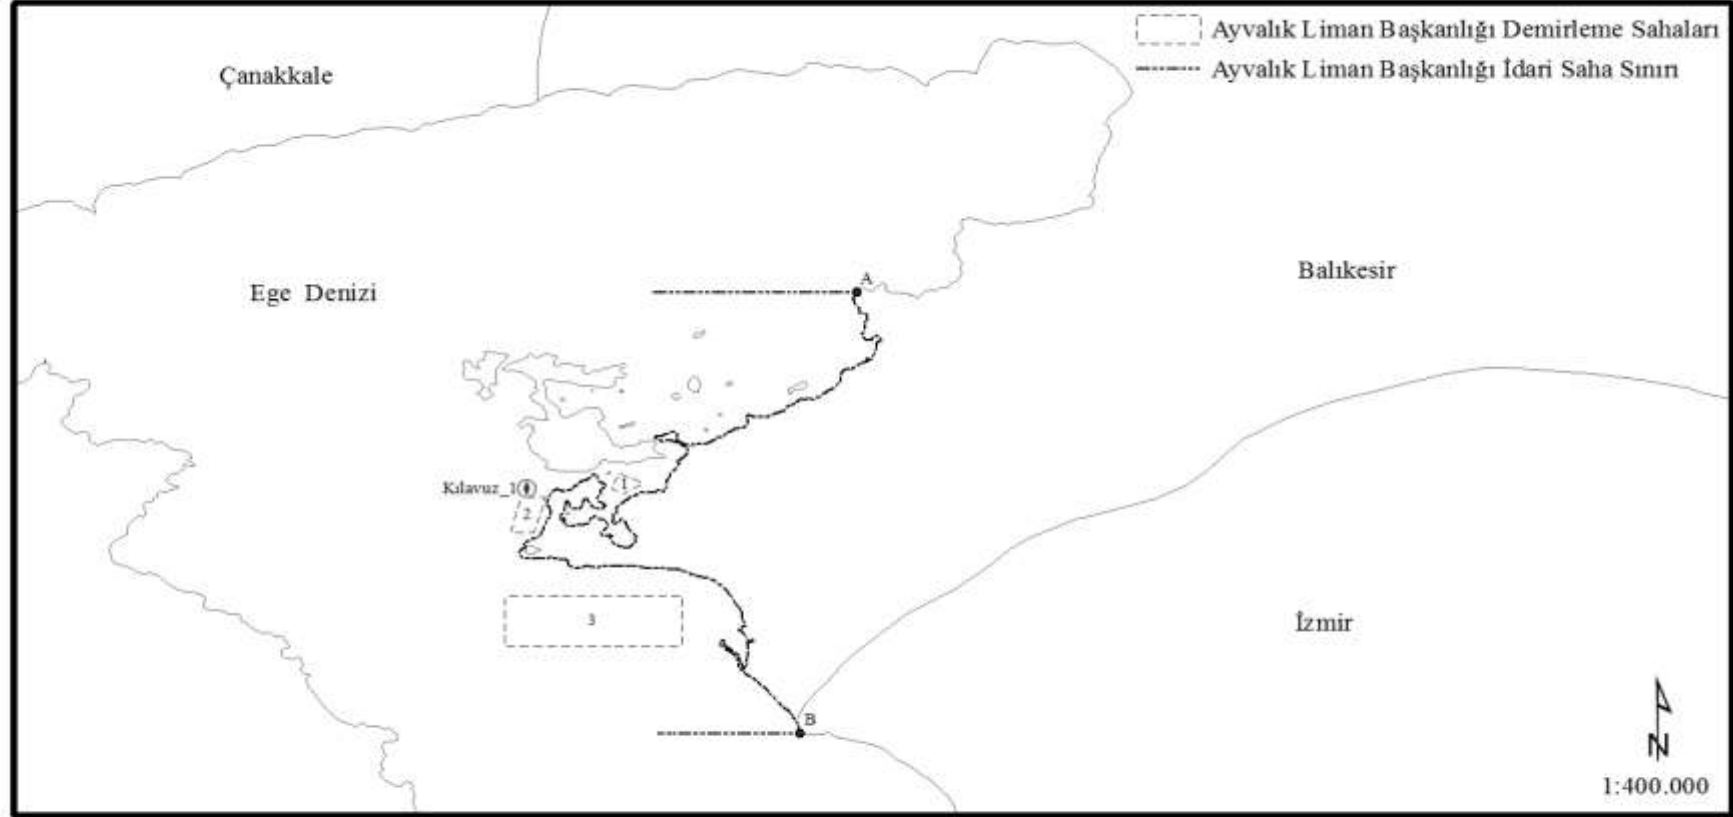 Ayvalık Liman Başkanlığı Demirleme Sahaları
Ayvalık Liman Başkanlığı İdari Saha Sınırı
Çanakkale
Balıkesir
A
Ege Denizi
Kılavuz_1
1
2
3
İzmir
B
N
1:400.000